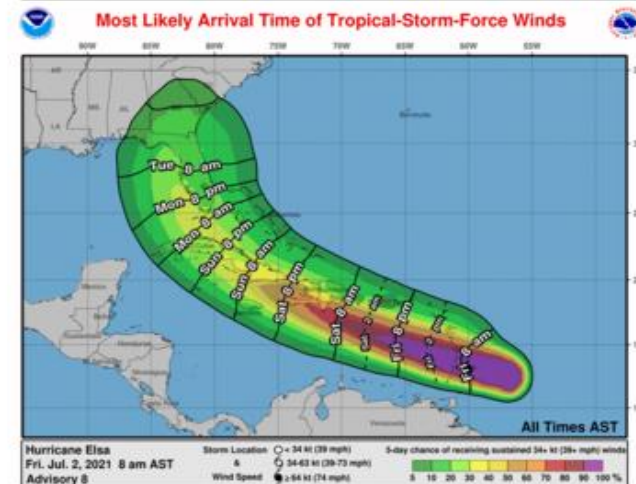 Most Likely Arrival Time of Tropical-Storm-Force Winds
90W 85W 80W 75W 70W 65W 60W 55W
Bermuda
Tue 8 am
Mon 8 pm
Mon 8 am
Sun 8 pm
Sun 8 am
Sat 8 pm
Sat 8 am
Fri 8 pm
Fri 8 am
Mexico
Honduras
Venezuela
All Times AST
Hurricane Elsa
Fri. Jul. 2, 2021 8 am AST
Advisory 8
Storm Location
&
Wind Speed
< 34 kt (39 mph)
34-63 kt (39-73 mph)
≥ 64 kt (74 mph)
5-day chance of receiving sustained 34+ kt (39+ mph) winds
5 10 20 30 40 50 60 70 80 90 100 %